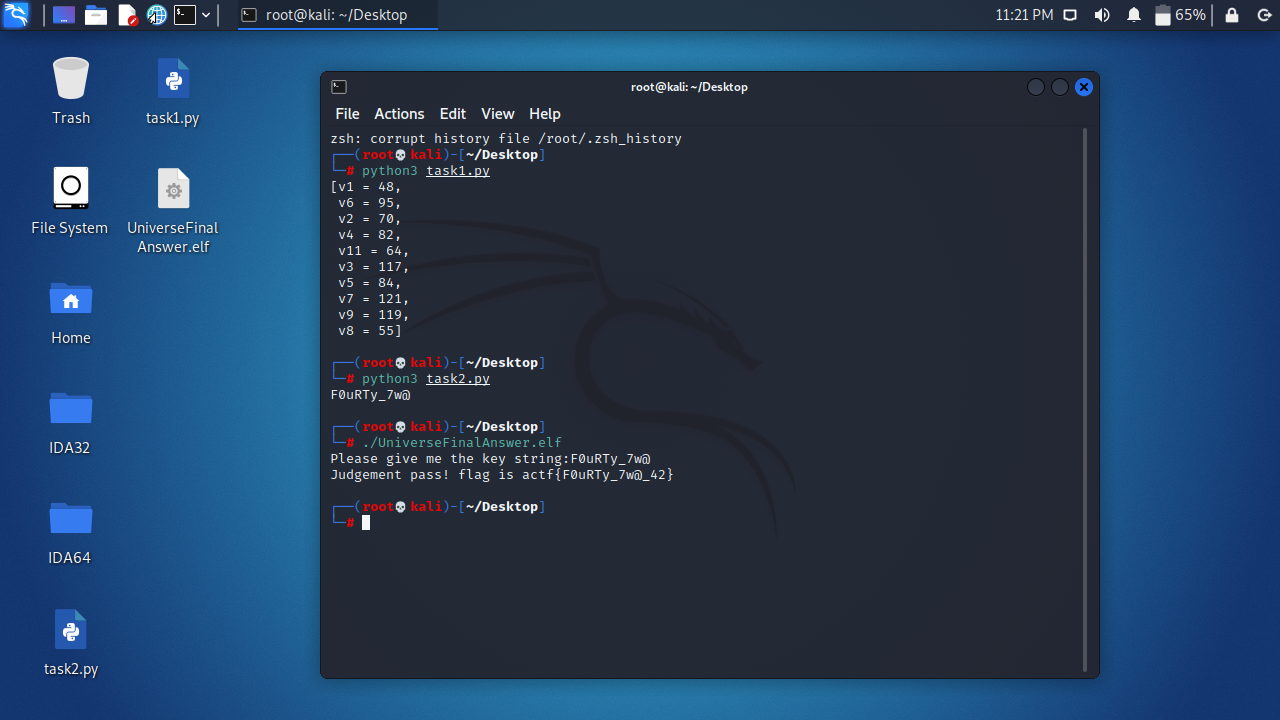 root@kali: ~/Desktop
11:21 PM
65%
Trash
task1.py
File System
UniverseFinal
Answer.elf
Home
IDA32
IDA64
task2.py
root@kali: ~/Desktop
File Actions Edit View Help
zsh: corrupt history file /root/.zsh_history
┌──(root💀kali)-[~/Desktop]
└─# python3 task1.py
[v1 = 48,
v6 = 95,
v2 = 70,
v4 = 82,
v11 = 64,
v3 = 117,
v5 = 84,
v7 = 121,
v9 = 119,
v8 = 55]
┌──(root💀kali)-[~/Desktop]
└─# python3 task2.py
F0uRTy_7w@
┌──(root💀kali)-[~/Desktop]
└─# ./UniverseFinalAnswer.elf
Please give me the key string:F0uRTy_7w@
Judgement pass! flag is actf{F0uRTy_7w@_42}
┌──(root💀kali)-[~/Desktop]
└─#